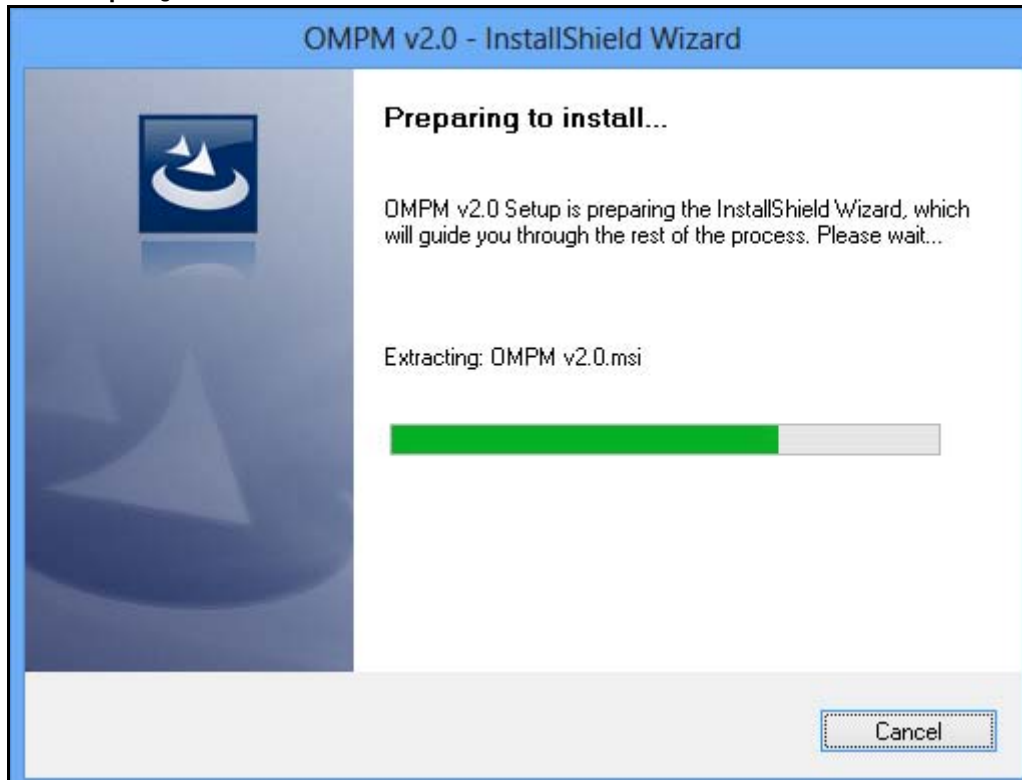 OMPM v2.0 - InstallShield Wizard
Preparing to install...
OMPM v2.0 Setup is preparing the InstallShield Wizard, which
will guide you through the rest of the process. Please wait...
Extracting: OMPM v2.0.msi
Cancel